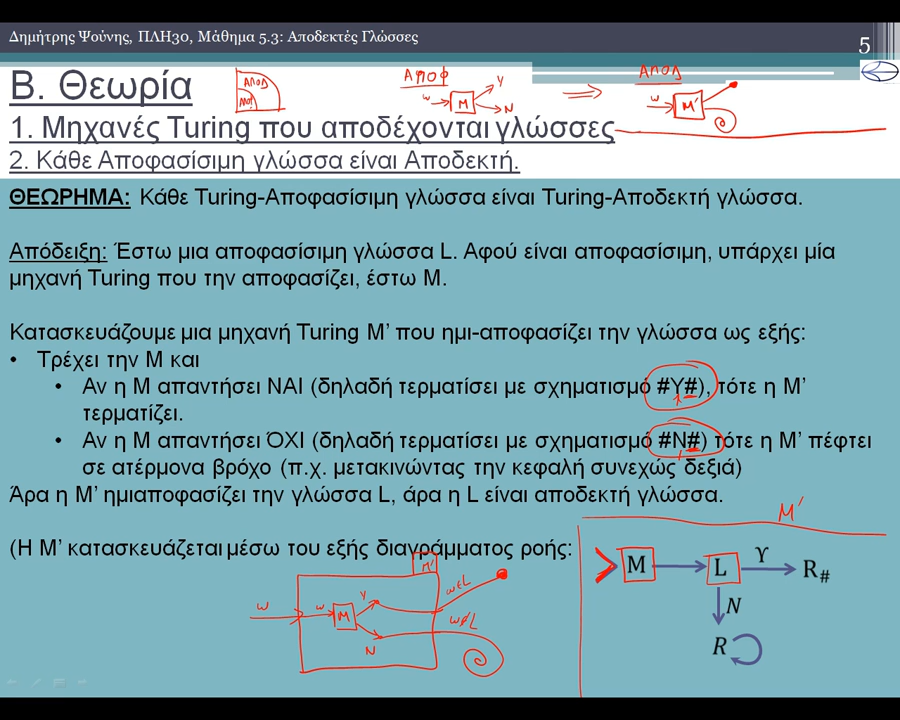 Δημήτρης Ψούνης, ΠΛΗ30, Μάθημα 5.3: Αποδεκτές Γλώσσες
5
Β. Θεωρία
ΑΠΟΔ
ΑΠΟΦ
w M Y N
⇒
ΑΠΟΔ
w M'
1. Μηχανές Turing που αποδέχονται γλώσσες
2. Κάθε Αποφασίσιμη γλώσσα είναι Αποδεκτή.
ΘΕΩΡΗΜΑ: Κάθε Turing-Αποφασίσιμη γλώσσα είναι Turing-Αποδεκτή γλώσσα.
Απόδειξη: Έστω μια αποφασίσιμη γλώσσα L. Αφού είναι αποφασίσιμη, υπάρχει μία
μηχανή Turing που την αποφασίζει, έστω M.
Κατασκευάζουμε μια μηχανή Turing M’ που ημι-αποφασίζει την γλώσσα ως εξής:
• Τρέχει την M και
• Αν η M απαντήσει ΝΑΙ (δηλαδή τερματίσει με σχηματισμό #Y#), τότε η M’
τερματίζει.
• Αν η M απαντήσει ΌΧΙ (δηλαδή τερματίσει με σχηματισμό #N#) τότε η M’ πέφτει
σε ατέρμονα βρόχο (π.χ. μετακινώντας την κεφαλή συνεχώς δεξιά)
Άρα η M’ ημιαποφασίζει την γλώσσα L, άρα η L είναι αποδεκτή γλώσσα.
(Η M’ κατασκευάζεται μέσω του εξής διαγράμματος ροής:
M'
> M L Y R#
N
R
M'
w w M Y w∈L
N w∉L